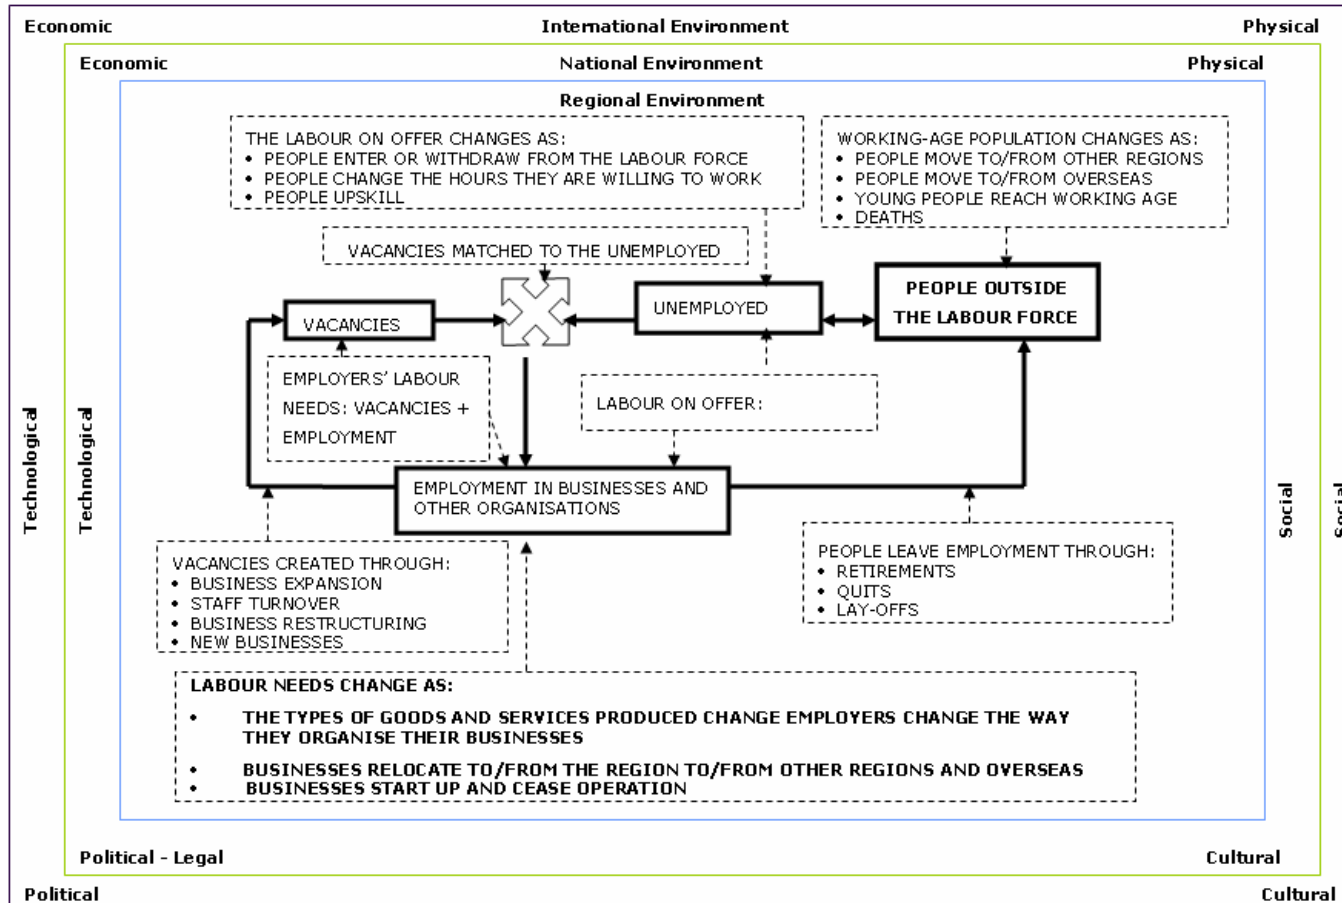 Economic
International Environment
Physical
Economic
National Environment
Physical
Regional Environment
THE LABOUR ON OFFER CHANGES AS:
• PEOPLE ENTER OR WITHDRAW FROM THE LABOUR FORCE
• PEOPLE CHANGE THE HOURS THEY ARE WILLING TO WORK
• PEOPLE UPSKILL
WORKING-AGE POPULATION CHANGES AS:
• PEOPLE MOVE TO/FROM OTHER REGIONS
• PEOPLE MOVE TO/FROM OVERSEAS
• YOUNG PEOPLE REACH WORKING AGE
• DEATHS
VACANCIES MATCHED TO THE UNEMPLOYED
VACANCIES
UNEMPLOYED
PEOPLE OUTSIDE
THE LABOUR FORCE
EMPLOYERS’ LABOUR
NEEDS: VACANCIES +
EMPLOYMENT
LABOUR ON OFFER:
EMPLOYMENT IN BUSINESSES AND
OTHER ORGANISATIONS
Technological
Technological
Social
Social
VACANCIES CREATED THROUGH:
• BUSINESS EXPANSION
• STAFF TURNOVER
• BUSINESS RESTRUCTURING
• NEW BUSINESSES
PEOPLE LEAVE EMPLOYMENT THROUGH:
• RETIREMENTS
• QUITS
• LAY-OFFS
LABOUR NEEDS CHANGE AS:
• THE TYPES OF GOODS AND SERVICES PRODUCED CHANGE EMPLOYERS CHANGE THE WAY
THEY ORGANISE THEIR BUSINESSES
• BUSINESSES RELOCATE TO/FROM THE REGION TO/FROM OTHER REGIONS AND OVERSEAS
• BUSINESSES START UP AND CEASE OPERATION
Political - Legal
Cultural
Political
Cultural